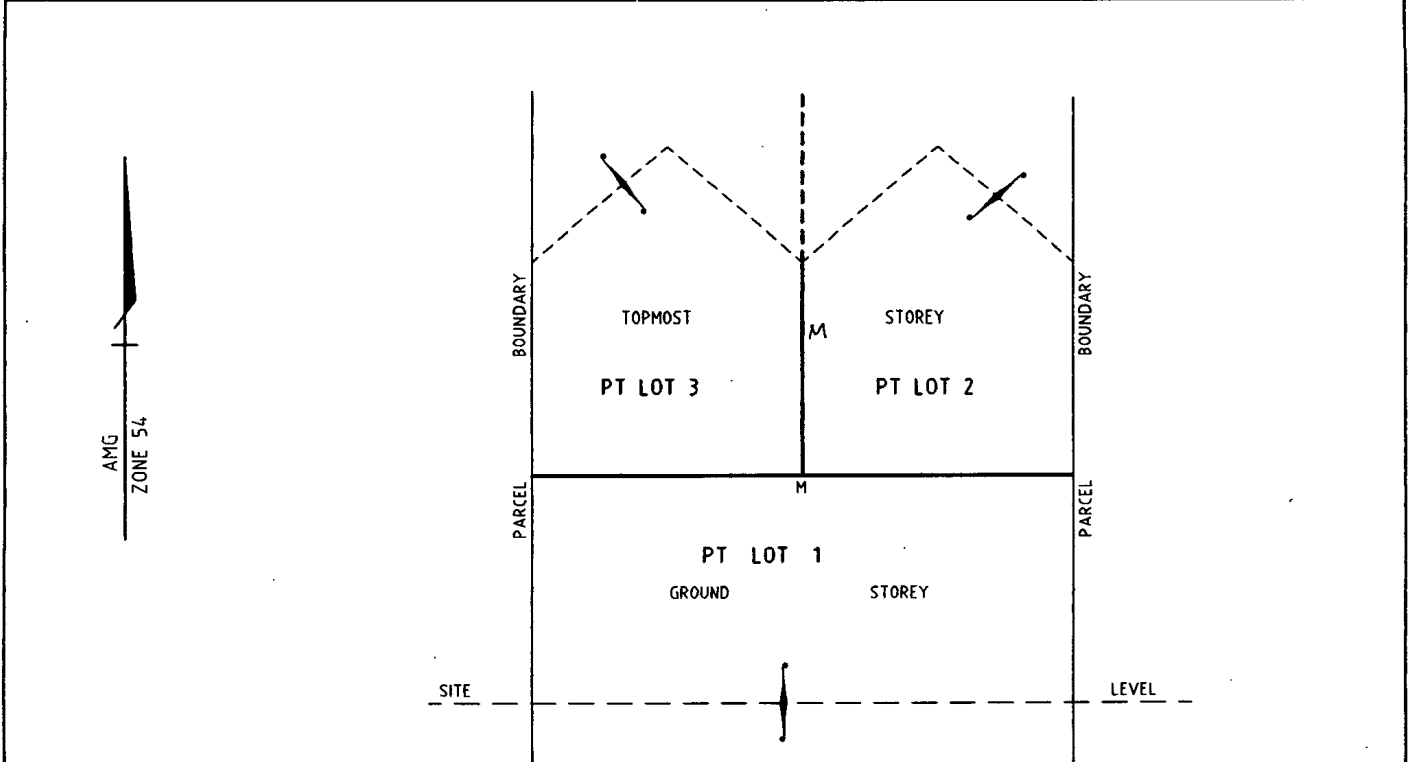 BOUNDARY
BOUNDARY
TOPMOST STOREY
M
PT LOT 3 PT LOT 2
AMG
ZONE 54
PARCEL
M
PARCEL
PT LOT 1
GROUND STOREY
SITE LEVEL